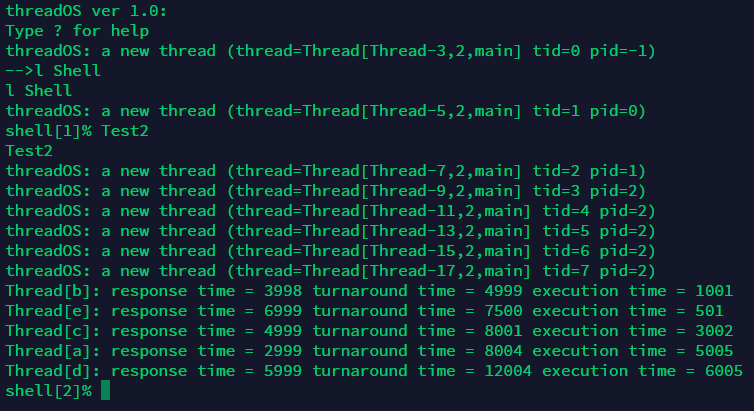 threadOS ver 1.0:
Type ? for help
threadOS: a new thread (thread=Thread[Thread-3,2,main] tid=0 pid=-1)
-->l Shell
l Shell
threadOS: a new thread (thread=Thread[Thread-5,2,main] tid=1 pid=0)
shell[1]% Test2
Test2
threadOS: a new thread (thread=Thread[Thread-7,2,main] tid=2 pid=1)
threadOS: a new thread (thread=Thread[Thread-9,2,main] tid=3 pid=2)
threadOS: a new thread (thread=Thread[Thread-11,2,main] tid=4 pid=2)
threadOS: a new thread (thread=Thread[Thread-13,2,main] tid=5 pid=2)
threadOS: a new thread (thread=Thread[Thread-15,2,main] tid=6 pid=2)
threadOS: a new thread (thread=Thread[Thread-17,2,main] tid=7 pid=2)
Thread[b]: response time = 3998 turnaround time = 4999 execution time = 1001
Thread[e]: response time = 6999 turnaround time = 7500 execution time = 501
Thread[c]: response time = 4999 turnaround time = 8001 execution time = 3002
Thread[a]: response time = 2999 turnaround time = 8004 execution time = 5005
Thread[d]: response time = 5999 turnaround time = 12004 execution time = 6005
shell[2]%